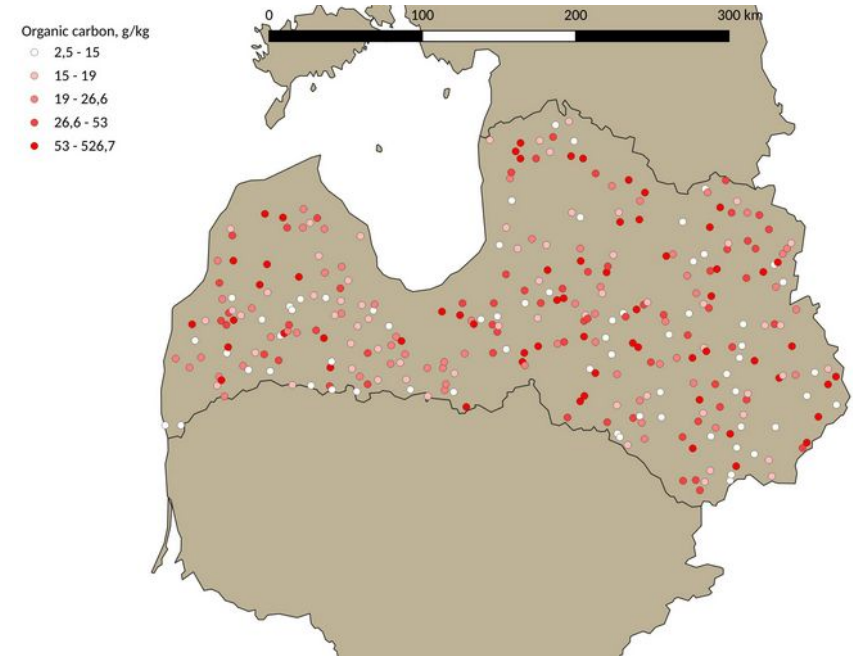 0 100 200 300 km
Organic carbon, g/kg
2,5 - 15
15 - 19
19 - 26,6
26,6 - 53
53 - 526,7